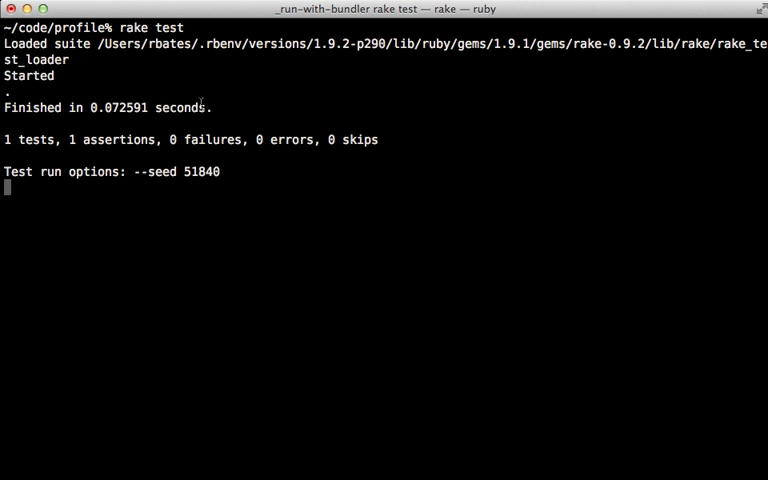 _run-with-bundler rake test — rake — ruby
~/code/profile% rake test
Loaded suite /Users/rbates/.rbenv/versions/1.9.2-p290/lib/ruby/gems/1.9.1/gems/rake-0.9.2/lib/rake/rake_te
st_loader
Started
.
Finished in 0.072591 seconds.
1 tests, 1 assertions, 0 failures, 0 errors, 0 skips
Test run options: --seed 51840